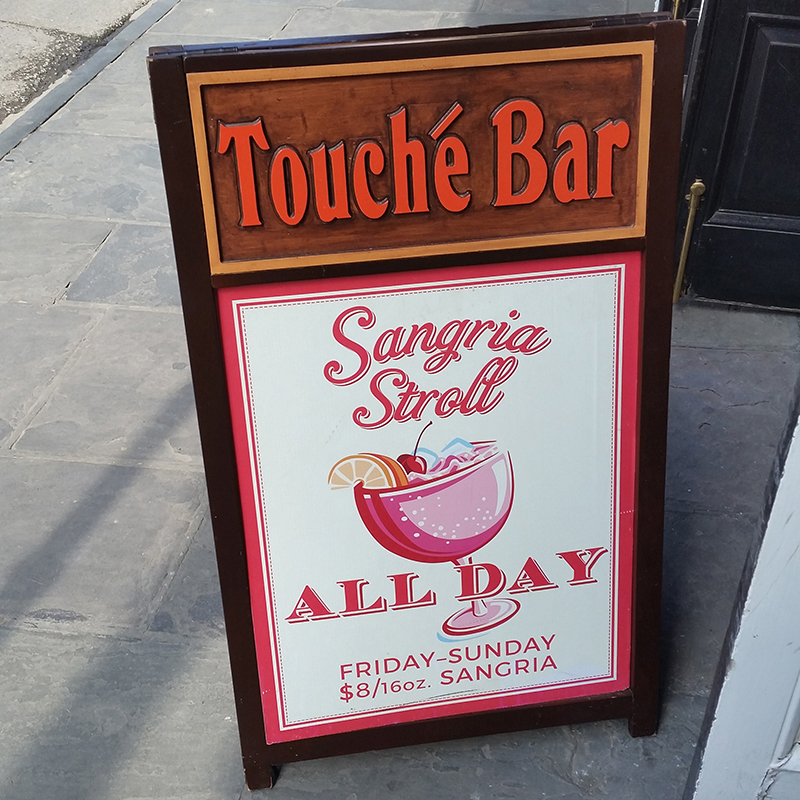 Touché Bar
Sangria
Stroll
ALL DAY
FRIDAY–SUNDAY
$8/16oz. SANGRIA